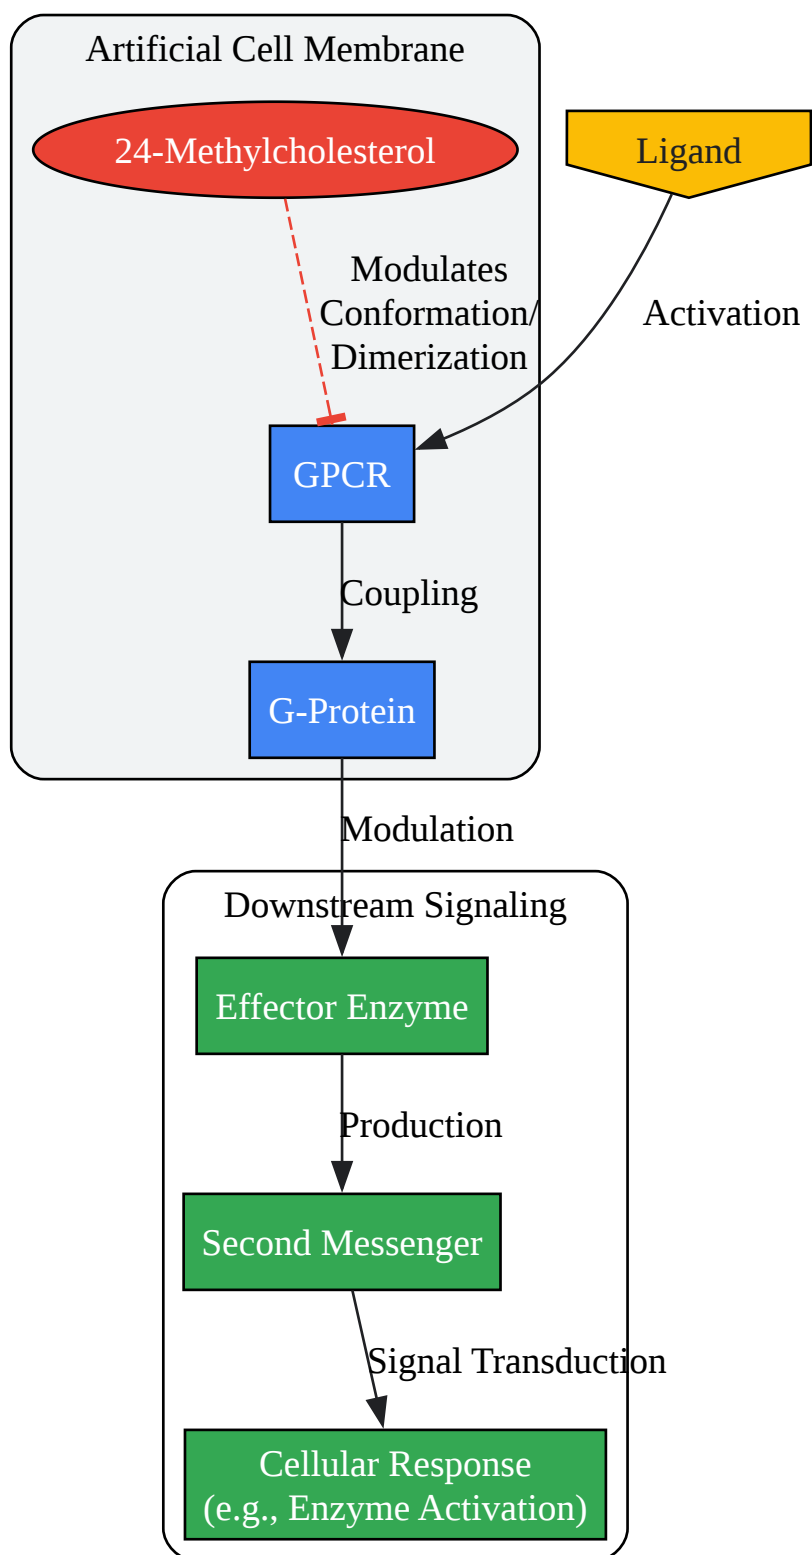 Artificial Cell Membrane
24-Methylcholesterol
Ligand
Modulates
Conformation/
Dimerization
Activation
GPCR
Coupling
G-Protein
Modulation
Downstream Signaling
Effector Enzyme
Production
Second Messenger
Signal Transduction
Cellular Response
(e.g., Enzyme Activation)